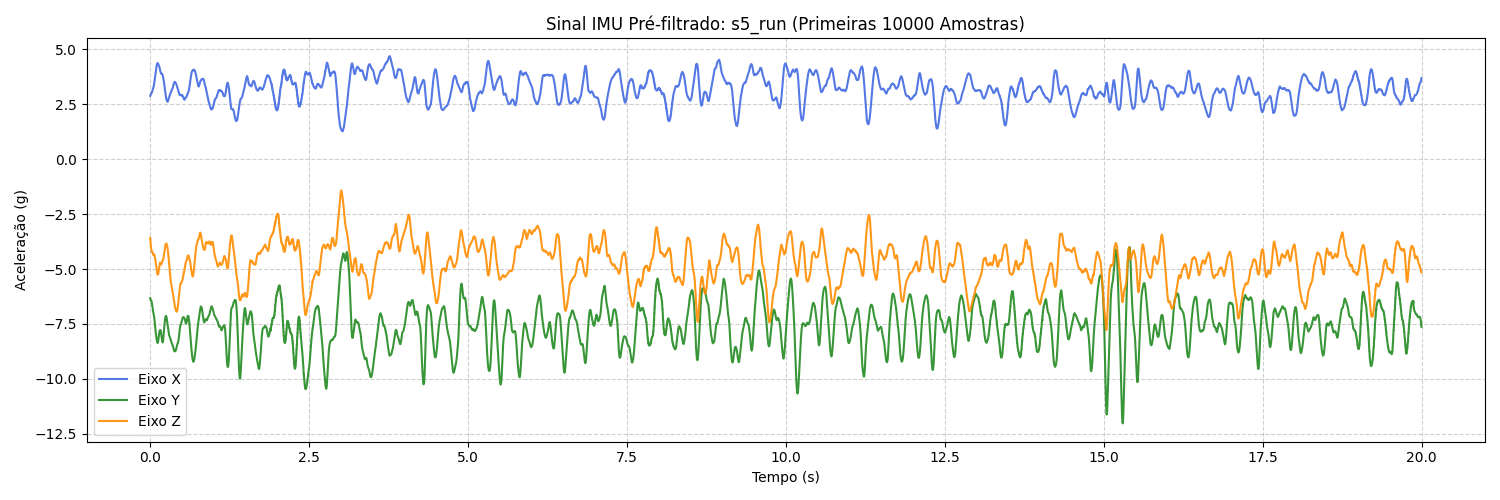 Sinal IMU Pré-filtrado: s5_run (Primeiras 10000 Amostras)
5.0
2.5
0.0
−2.5
−5.0
−7.5
−10.0
−12.5
Aceleração (g)
Eixo X
Eixo Y
Eixo Z
0.0 2.5 5.0 7.5 10.0 12.5 15.0 17.5 20.0
Tempo (s)